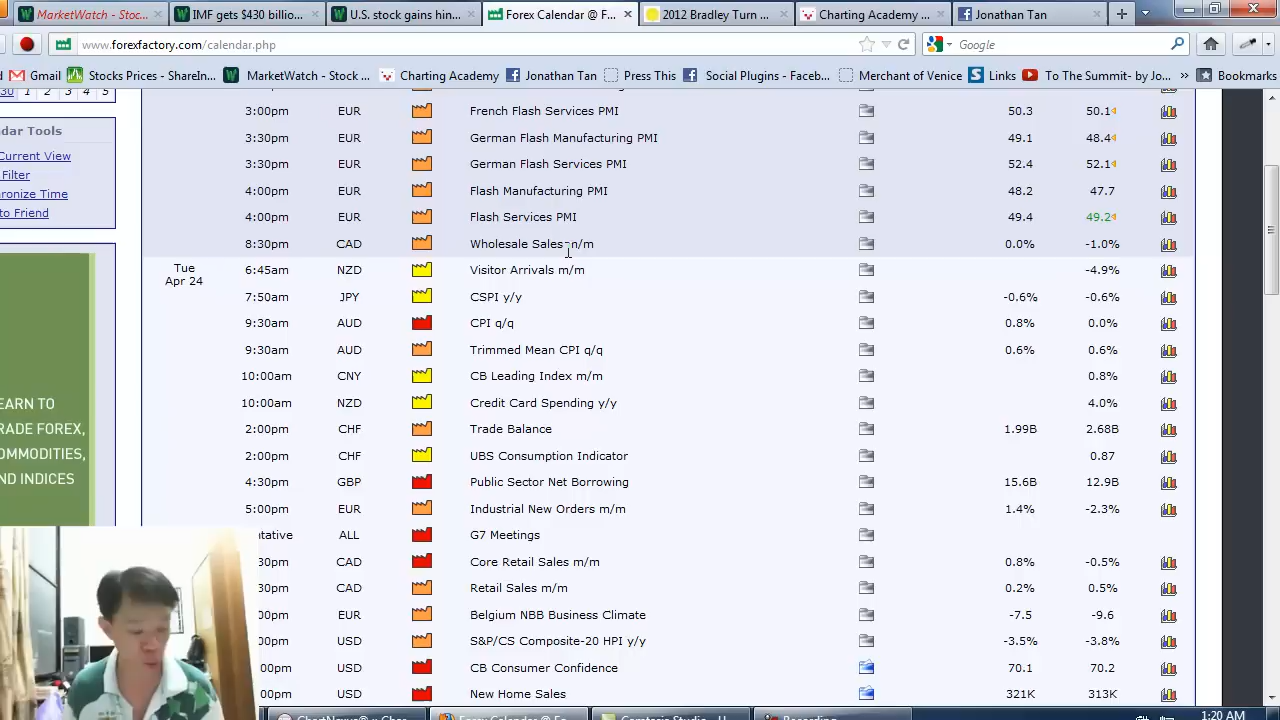 MarketWatch - Stoc...
IMF gets $430 billio...
U.S. stock gains hin...
Forex Calendar @ F...
2012 Bradley Turn ...
Charting Academy ...
Jonathan Tan
www.forexfactory.com/calendar.php
Google
Gmail
Stocks Prices - ShareIn...
MarketWatch - Stock ...
Charting Academy
Jonathan Tan
Press This
Social Plugins - Faceb...
Merchant of Venice
Links
To The Summit- by Jo...
Bookmarks
30 1 2 3 4 5
dar Tools
Current View
Filter
ronize Time
to Friend
EARN TO
RADE FOREX,
OMMODITIES,
ND INDICES
3:00pm EUR French Flash Services PMI 50.3 50.1
3:30pm EUR German Flash Manufacturing PMI 49.1 48.4
3:30pm EUR German Flash Services PMI 52.4 52.1
4:00pm EUR Flash Manufacturing PMI 48.2 47.7
4:00pm EUR Flash Services PMI 49.4 49.2
8:30pm CAD Wholesale Sales m/m 0.0% -1.0%
Tue
Apr 24
6:45am NZD Visitor Arrivals m/m -4.9%
7:50am JPY CSPI y/y -0.6% -0.6%
9:30am AUD CPI q/q 0.8% 0.0%
9:30am AUD Trimmed Mean CPI q/q 0.6% 0.6%
10:00am CNY CB Leading Index m/m 0.8%
10:00am NZD Credit Card Spending y/y 4.0%
2:00pm CHF Trade Balance 1.99B 2.68B
2:00pm CHF UBS Consumption Indicator 0.87
4:30pm GBP Public Sector Net Borrowing 15.6B 12.9B
5:00pm EUR Industrial New Orders m/m 1.4% -2.3%
tative ALL G7 Meetings
30pm CAD Core Retail Sales m/m 0.8% -0.5%
30pm CAD Retail Sales m/m 0.2% 0.5%
00pm EUR Belgium NBB Business Climate -7.5 -9.6
00pm USD S&P/CS Composite-20 HPI y/y -3.5% -3.8%
00pm USD CB Consumer Confidence 70.1 70.2
00pm USD New Home Sales 321K 313K
1:20 AM